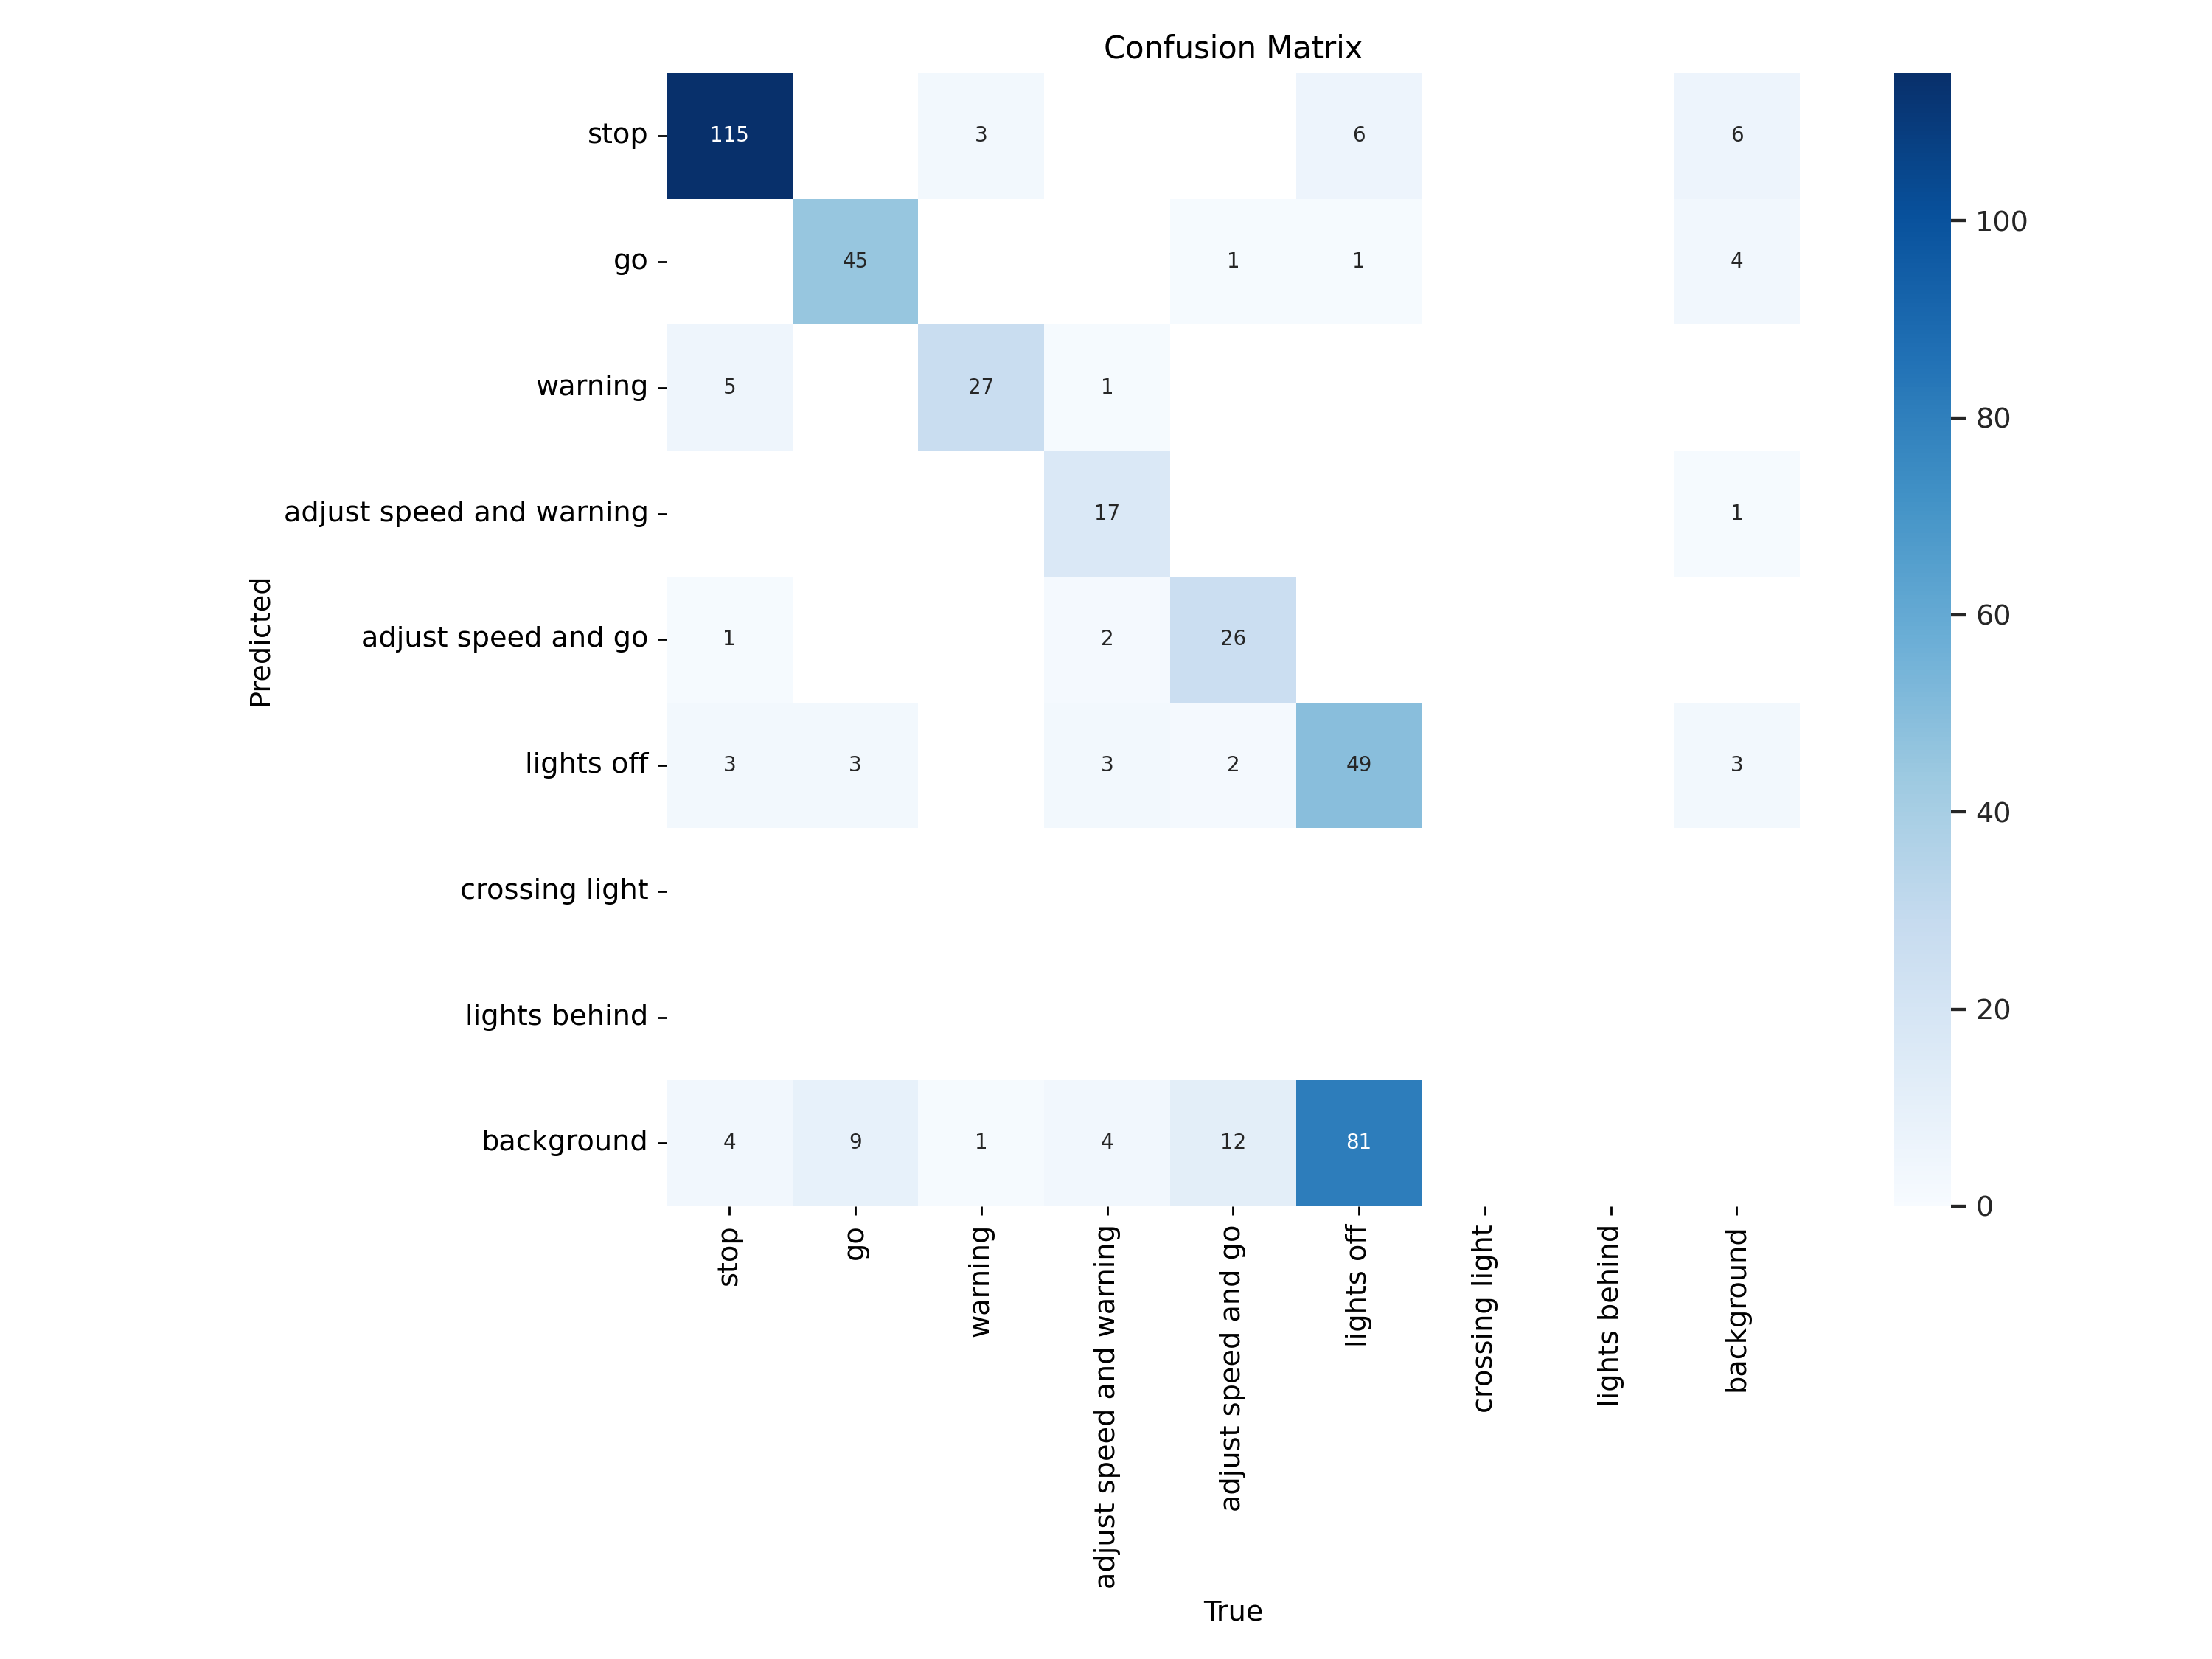 Confusion Matrix
stop 115 3 6 6
go 45 1 1 4
warning 5 27 1
adjust speed and warning 17 1
adjust speed and go 1 2 26
lights off 3 3 3 2 49 3
crossing light
lights behind
background 4 9 1 4 12 81
Predicted
stop
go
warning
adjust speed and warning
adjust speed and go
lights off
crossing light
lights behind
background
True
100
80
60
40
20
0